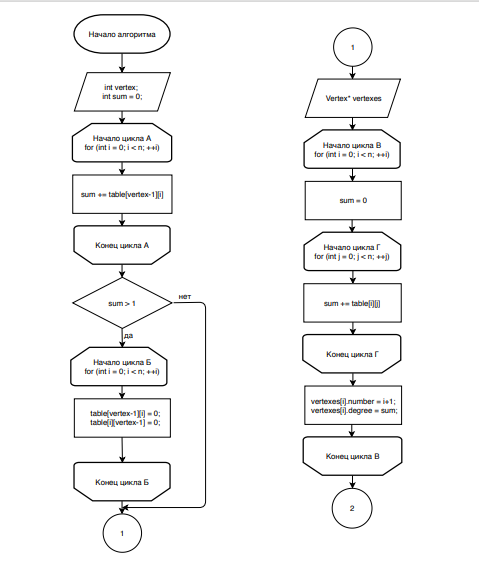 Начало алгоритма
int vertex;
int sum = 0;
Начало цикла А
for (int i = 0; i < n; ++i)
sum += table[vertex-1][i]
Конец цикла А
sum > 1
нет
да
Начало цикла Б
for (int i = 0; i < n; ++i)
table[vertex-1][i] = 0;
table[i][vertex-1] = 0;
Конец цикла Б
1
1
Vertex* vertexes
Начало цикла В
for (int i = 0; i < n; ++i)
sum = 0
Начало цикла Г
for (int j = 0; j < n; ++j)
sum += table[i][j]
Конец цикла Г
vertexes[i].number = i+1;
vertexes[i].degree = sum;
Конец цикла В
2